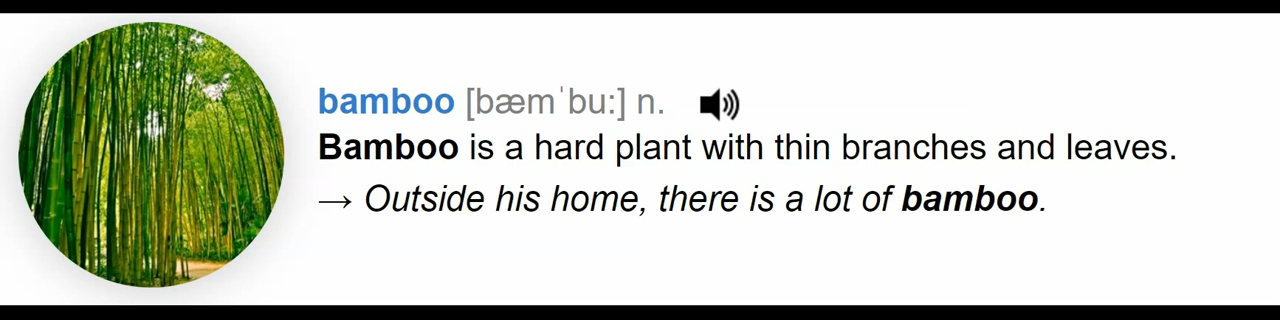 bamboo [bæmˈbu:] n.
Bamboo is a hard plant with thin branches and leaves.
→ Outside his home, there is a lot of bamboo.